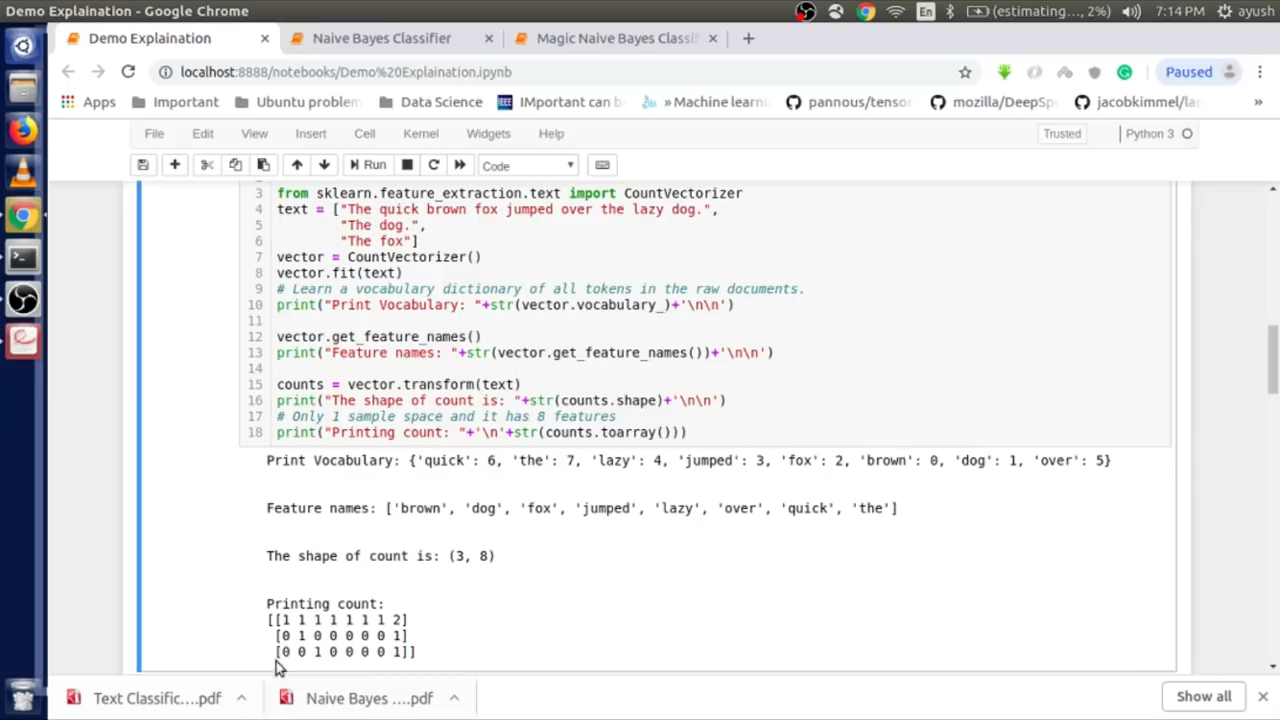 Demo Explaination - Google Chrome
En
(estimating..., 2%)
7:14 PM
ayush
Demo Explaination
Naive Bayes Classifier
Magic Naive Bayes Classif
localhost:8888/notebooks/Demo%20Explaination.ipynb
Paused
Apps
Important
Ubuntu problem
Data Science
IMportant can b
» Machine learni
pannous/tensor
mozilla/DeepSp
jacobkimmel/
»
File Edit View Insert Cell Kernel Widgets Help
Trusted
Python 3
Run
Code
3 from sklearn.feature_extraction.text import CountVectorizer
4 text = ["The quick brown fox jumped over the lazy dog.",
5 "The dog.",
6 "The fox"]
7 vector = CountVectorizer()
8 vector.fit(text)
9 # Learn a vocabulary dictionary of all tokens in the raw documents.
10 print("Print Vocabulary: "+str(vector.vocabulary_)+'\n\n')
11
12 vector.get_feature_names()
13 print("Feature names: "+str(vector.get_feature_names())+'\n\n')
14
15 counts = vector.transform(text)
16 print("The shape of count is: "+str(counts.shape)+'\n\n')
17 # Only 1 sample space and it has 8 features
18 print("Printing count: "+'\n'+str(counts.toarray()))
Print Vocabulary: {'quick': 6, 'the': 7, 'lazy': 4, 'jumped': 3, 'fox': 2, 'brown': 0, 'dog': 1, 'over': 5}
Feature names: ['brown', 'dog', 'fox', 'jumped', 'lazy', 'over', 'quick', 'the']
The shape of count is: (3, 8)
Printing count:
[[1 1 1 1 1 1 1 2]
[0 1 0 0 0 0 0 1]
[0 0 1 0 0 0 0 1]]
Text Classific....pdf
Naive Bayes ....pdf
Show all